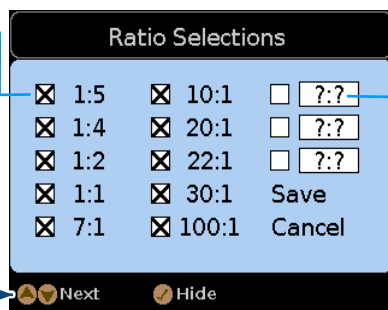 Ratio Selections
1:5 10:1 ?:?
1:4 20:1 ?:?
1:2 22:1 ?:?
1:1 30:1 Save
7:1 100:1 Cancel
Next Hide